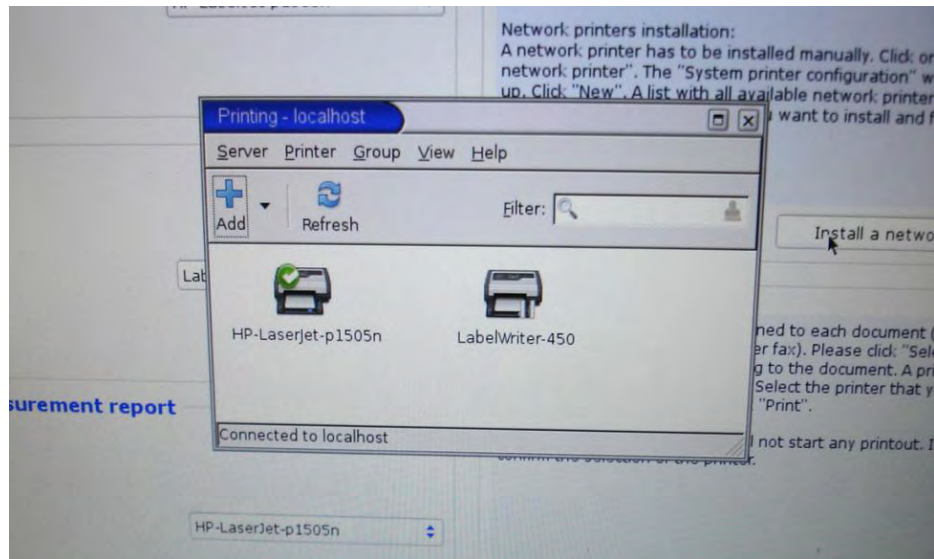 Network printers installation:
A network printer has to be installed manually. Click on
network printer". The "System printer configuration" w
up. Click "New". A list with all available network printer
want to install and f
Printing - localhost
Server Printer Group View Help
Add Refresh Filter:
Install a netwo
Lab
HP-LaserJet-p1505n LabelWriter-450
ned to each document (
er fax). Please click: "Sele
g to the document. A pri
Select the printer that y
"Print".
surement report
Connected to localhost
not start any printout. I
HP-LaserJet-p1505n